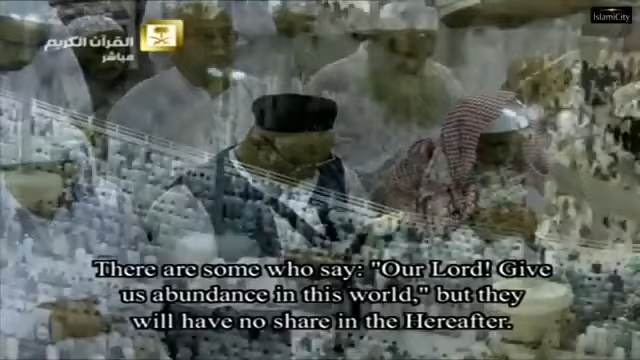 القرآن الكريم
مباشر
IslamiCity
There are some who say: "Our Lord! Give
us abundance in this world," but they
will have no share in the Hereafter.